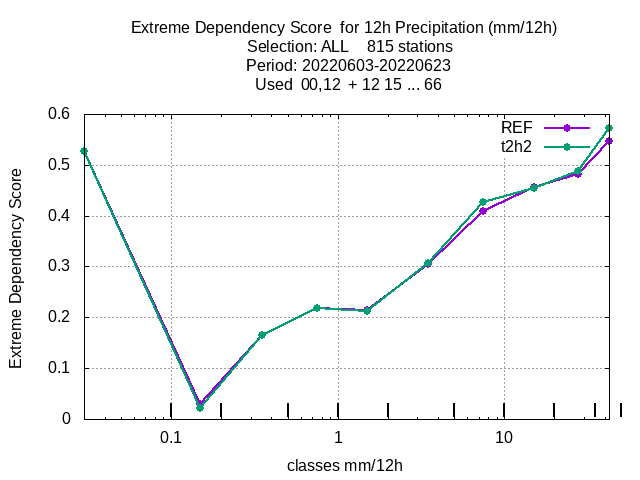 Extreme Dependency Score  for 12h Precipitation (mm/12h)
Selection: ALL    815 stations
Period: 20220603-20220623
Used  00,12  + 12 15 ... 66
REF
t2h2
0.6
0.5
0.4
0.3
0.2
0.1
0
Extreme Dependency Score
0.1 1 10
classes mm/12h